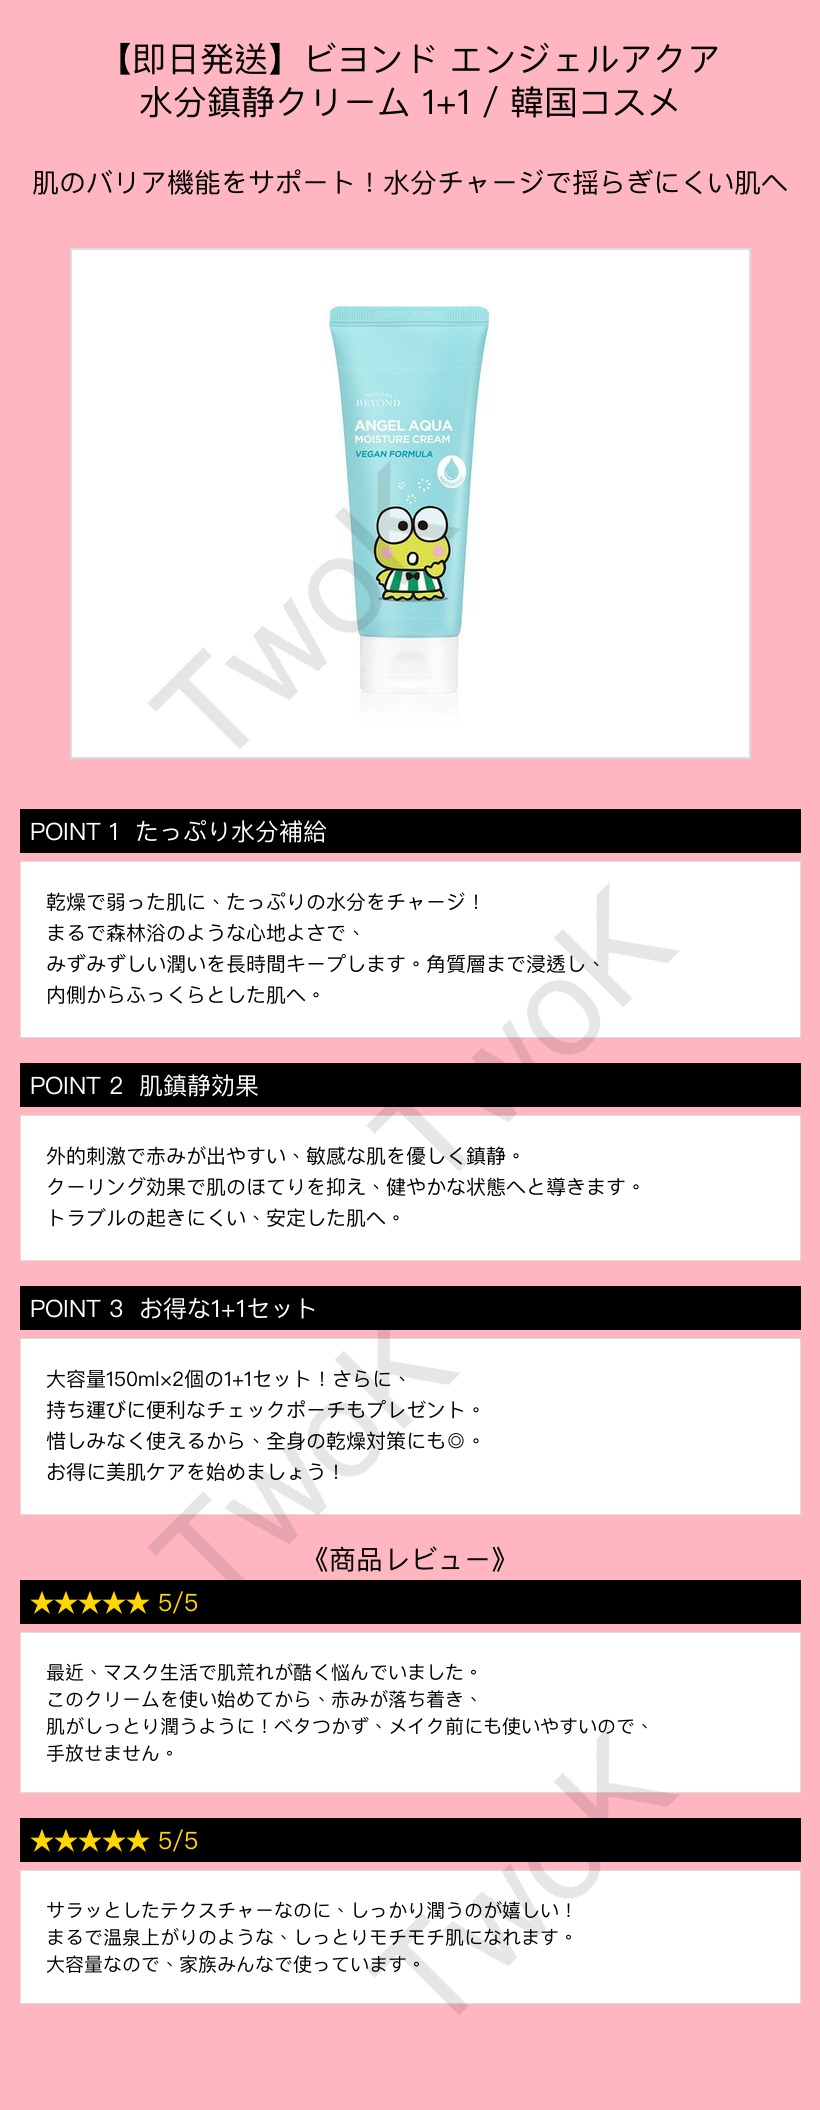 【即日発送】ビヨンド エンジェルアクア
水分鎮静クリーム 1+1 / 韓国コスメ
肌のバリア機能をサポート！水分チャージで揺らぎにくい肌へ
BEYOND
ANGEL AQUA
MOISTURE CREAM
VEGAN FORMULA
TwoK
POINT 1 たっぷり水分補給
乾燥で弱った肌に、たっぷりの水分をチャージ！
まるで森林浴のような心地よさで、
みずみずしい潤いを長時間キープします。角質層まで浸透し、
内側からふっくらとした肌へ。
TwoK
POINT 2 肌鎮静効果
外的刺激で赤みが出やすい、敏感な肌を優しく鎮静。
クーリング効果で肌のほてりを抑え、健やかな状態へと導きます。
トラブルの起きにくい、安定した肌へ。
POINT 3 お得な1+1セット
大容量150ml×2個の1+1セット！さらに、
持ち運びに便利なチェックポーチもプレゼント。
惜しみなく使えるから、全身の乾燥対策にも◎。
お得に美肌ケアを始めましょう！
TwoK
《商品レビュー》
★★★★★ 5/5
最近、マスク生活で肌荒れが酷く悩んでいました。
このクリームを使い始めてから、赤みが落ち着き、
肌がしっとり潤うように！ベタつかず、メイク前にも使いやすいので、
手放せません。
TwoK
★★★★★ 5/5
サラッとしたテクスチャーなのに、しっかり潤うのが嬉しい！
まるで温泉上がりのような、しっとりモチモチ肌になれます。
大容量なので、家族みんなで使っています。